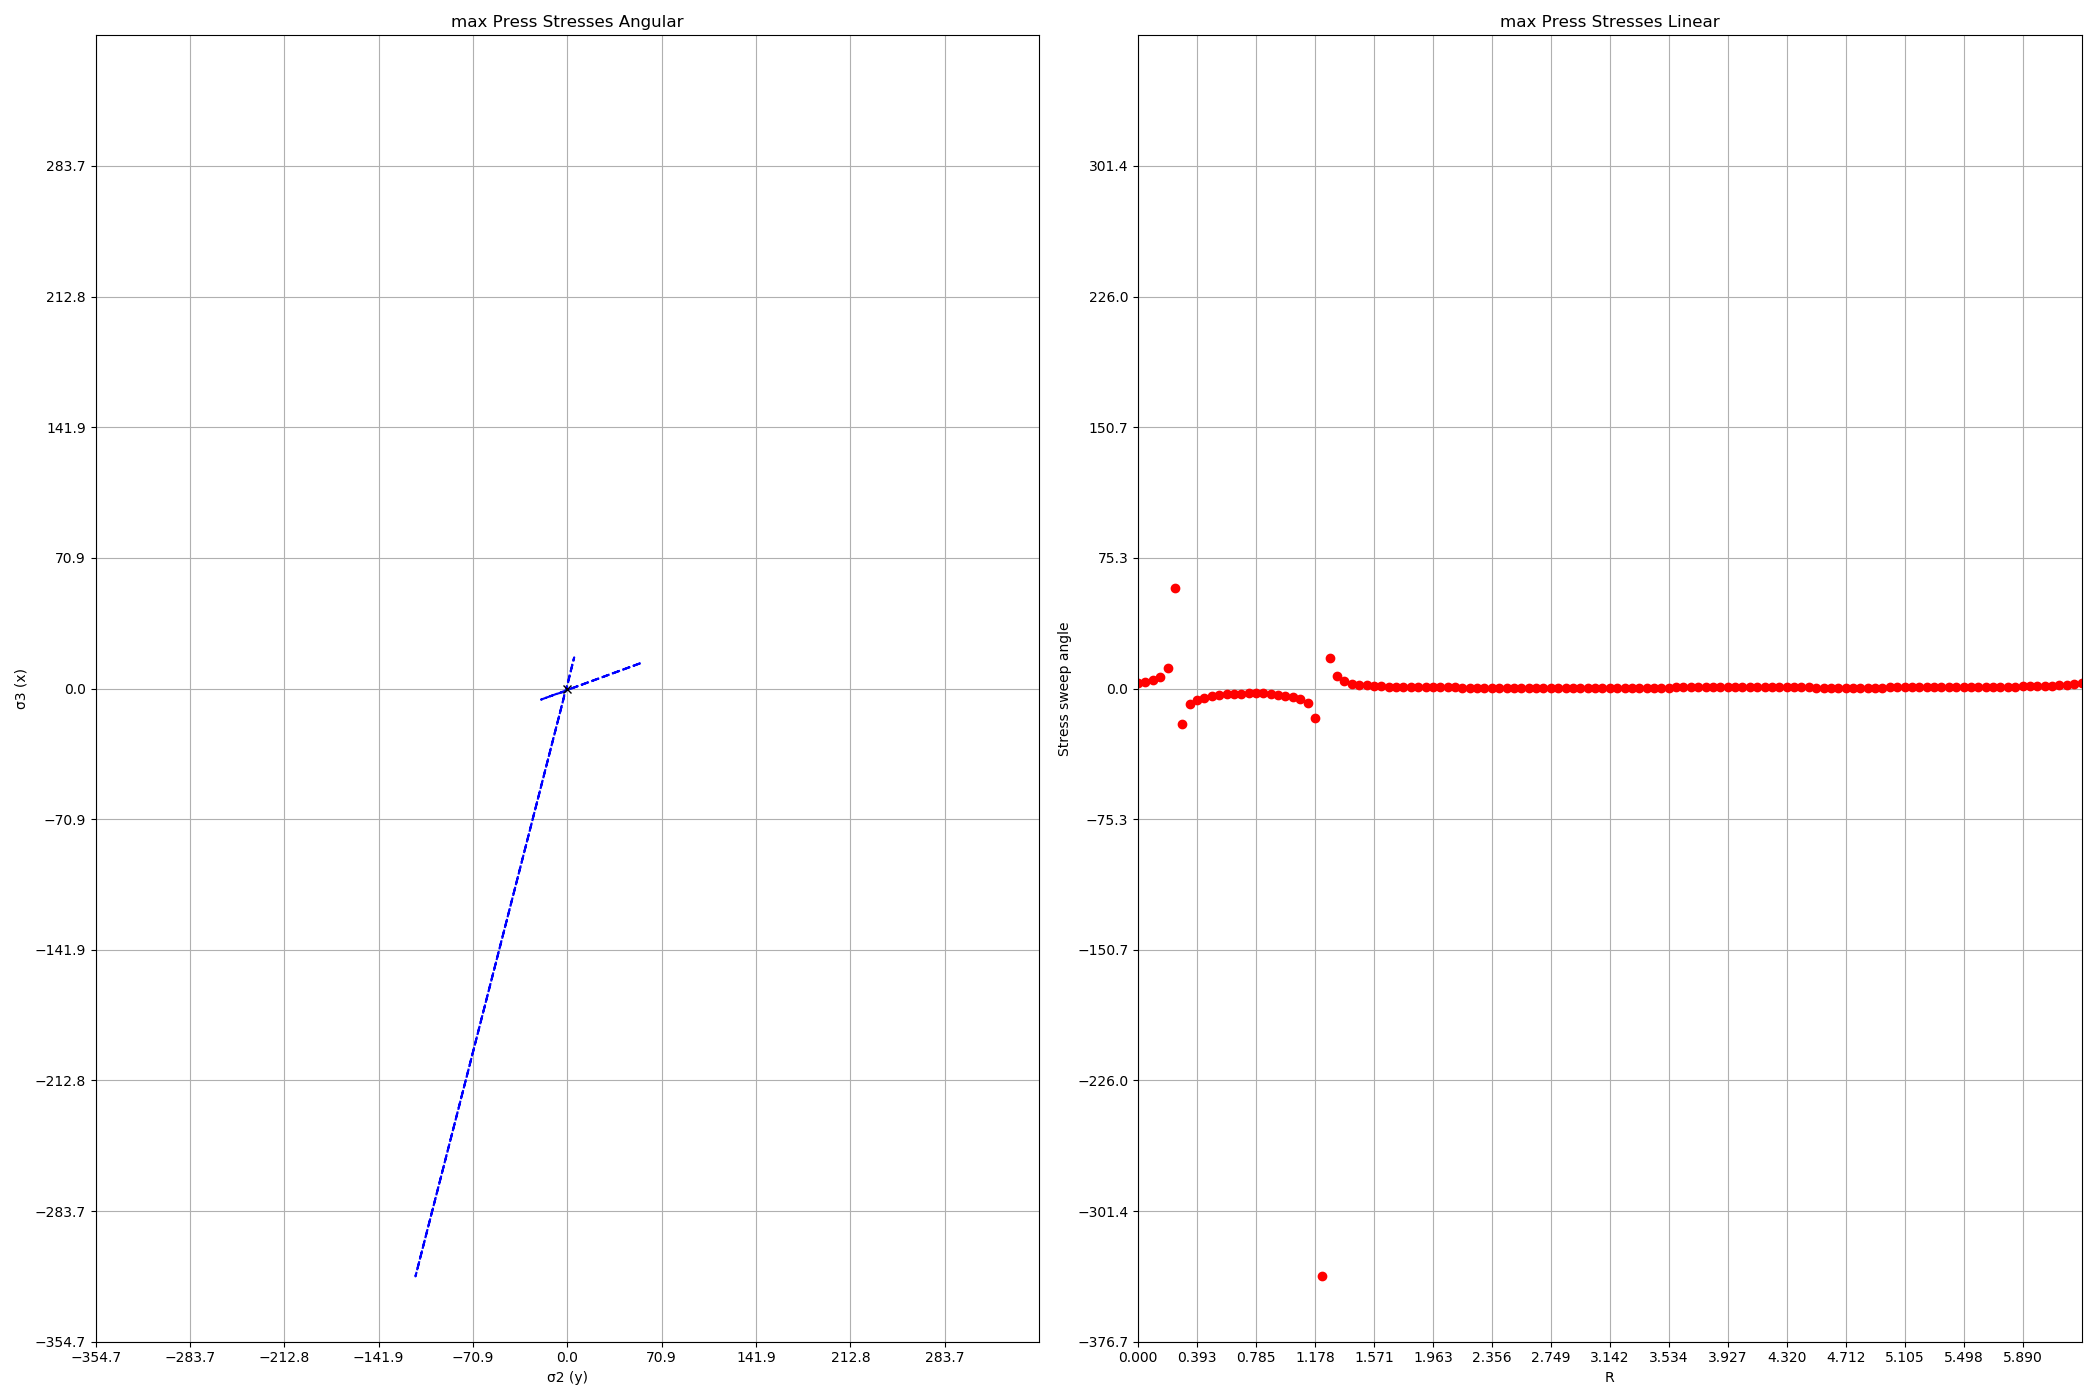 max Press Stresses Angular
283.7
212.8
141.9
70.9
0.0
−70.9
−141.9
−212.8
−283.7
−354.7
σ3 (x)
−354.7 −283.7 −212.8 −141.9 −70.9 0.0 70.9 141.9 212.8 283.7
σ2 (y)
max Press Stresses Linear
301.4
226.0
150.7
75.3
0.0
−75.3
−150.7
−226.0
−301.4
−376.7
Stress sweep angle
0.000 0.393 0.785 1.178 1.571 1.963 2.356 2.749 3.142 3.534 3.927 4.320 4.712 5.105 5.498 5.890
R